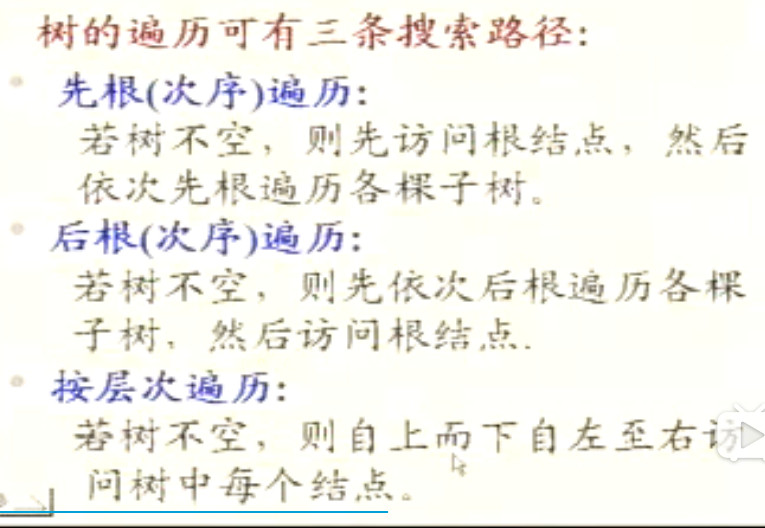 树的遍历可有三条搜索路径:
先根(次序)遍历:
若树不空，则先访问根结点，然后
依次先根遍历各棵子树。
后根(次序)遍历:
若树不空，则先依次后根遍历各棵
子树，然后访问根结点.
按层次遍历:
若树不空，则自上而下自左至右访
问树中每个结点。